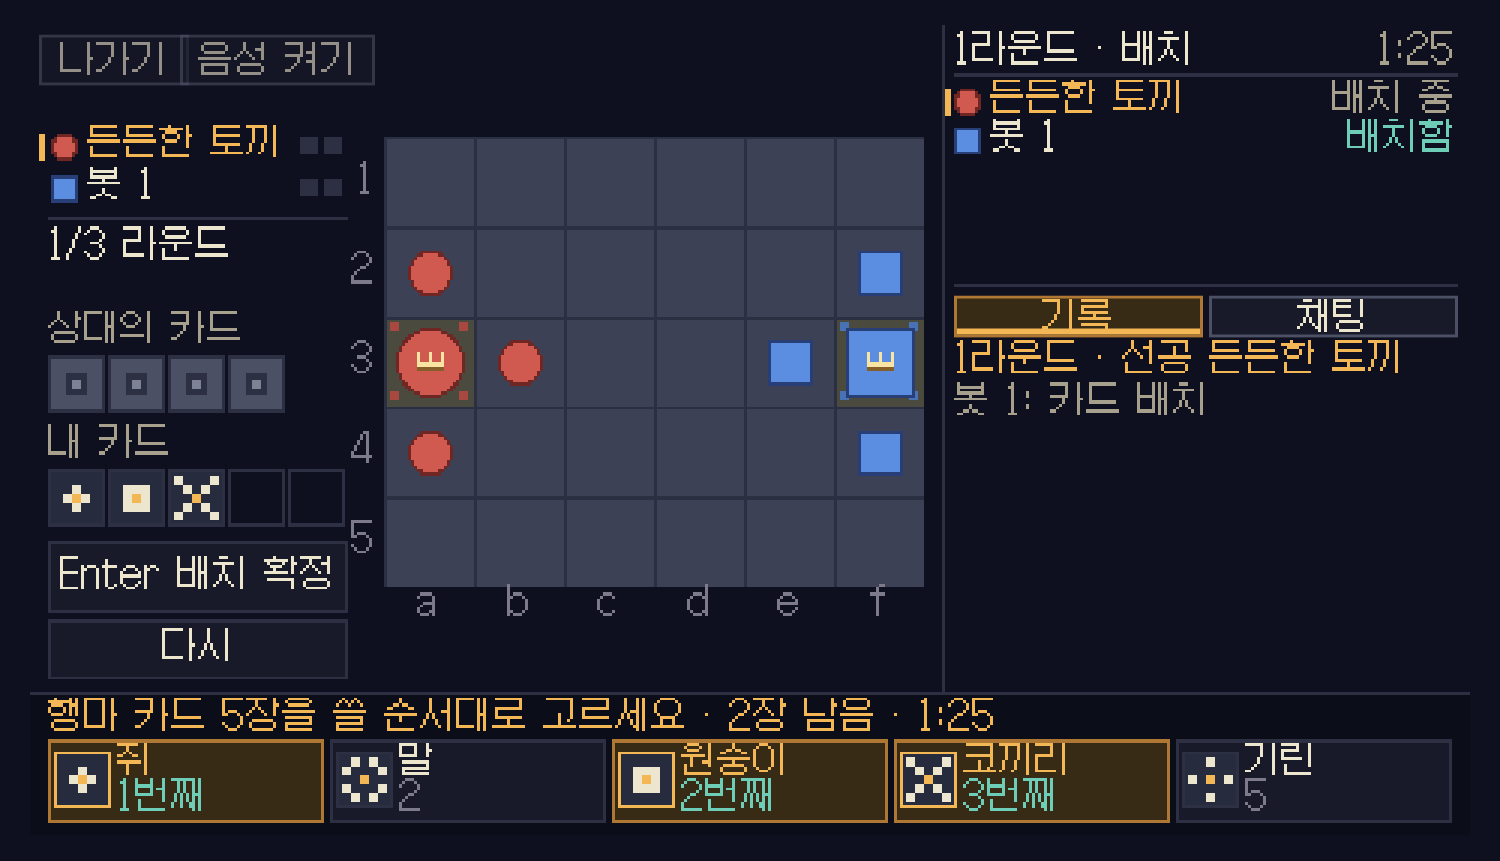 나가기 음성 켜기
든든한 토끼
봇 1
1/3 라운드
상대의 카드
내 카드
Enter 배치 확정
다시
1
2
3
4
5
E E
a b c d e f
1라운드 · 배치 1:25
든든한 토끼 배치 중
봇 1 배치함
기록 채팅
1라운드 · 선공 든든한 토끼
봇 1: 카드 배치
행마 카드 5장을 쓸 순서대로 고르세요 · 2장 남음 · 1:25
쥐 말 원숭이 코끼리 기린
1번째 2 2번째 3번째 5